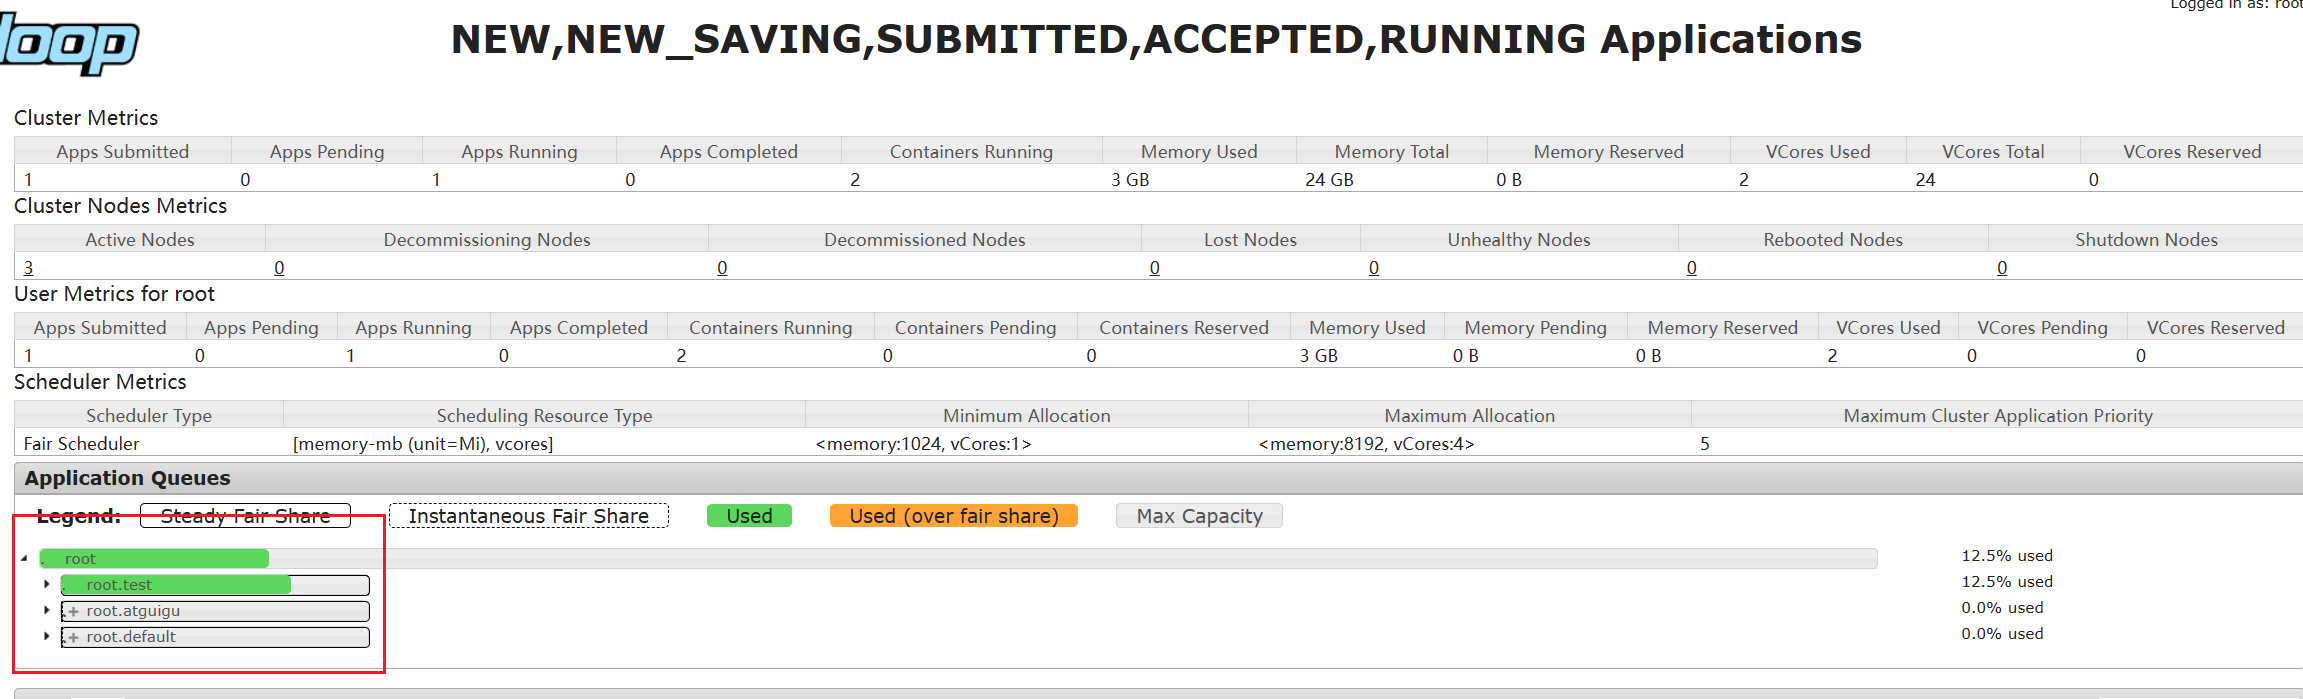 Logged in as: root
loop
NEW,NEW_SAVING,SUBMITTED,ACCEPTED,RUNNING Applications
Cluster Metrics
Apps Submitted Apps Pending Apps Running Apps Completed Containers Running Memory Used Memory Total Memory Reserved VCores Used VCores Total VCores Reserved
1 0 1 0 2 3 GB 24 GB 0 B 2 24 0
Cluster Nodes Metrics
Active Nodes Decommissioning Nodes Decommissioned Nodes Lost Nodes Unhealthy Nodes Rebooted Nodes Shutdown Nodes
3 0 0 0 0 0 0
User Metrics for root
Apps Submitted Apps Pending Apps Running Apps Completed Containers Running Containers Pending Containers Reserved Memory Used Memory Pending Memory Reserved VCores Used VCores Pending VCores Reserved
1 0 1 0 2 0 0 3 GB 0 B 0 B 2 0 0
Scheduler Metrics
Scheduler Type Scheduling Resource Type Minimum Allocation Maximum Allocation Maximum Cluster Application Priority
Fair Scheduler [memory-mb (unit=Mi), vcores] <memory:1024, vCores:1> <memory:8192, vCores:4> 5
Application Queues
Legend: Steady Fair Share Instantaneous Fair Share Used Used (over fair share) Max Capacity
root 12.5% used
root.test 12.5% used
+ root.atguigu 0.0% used
+ root.default 0.0% used